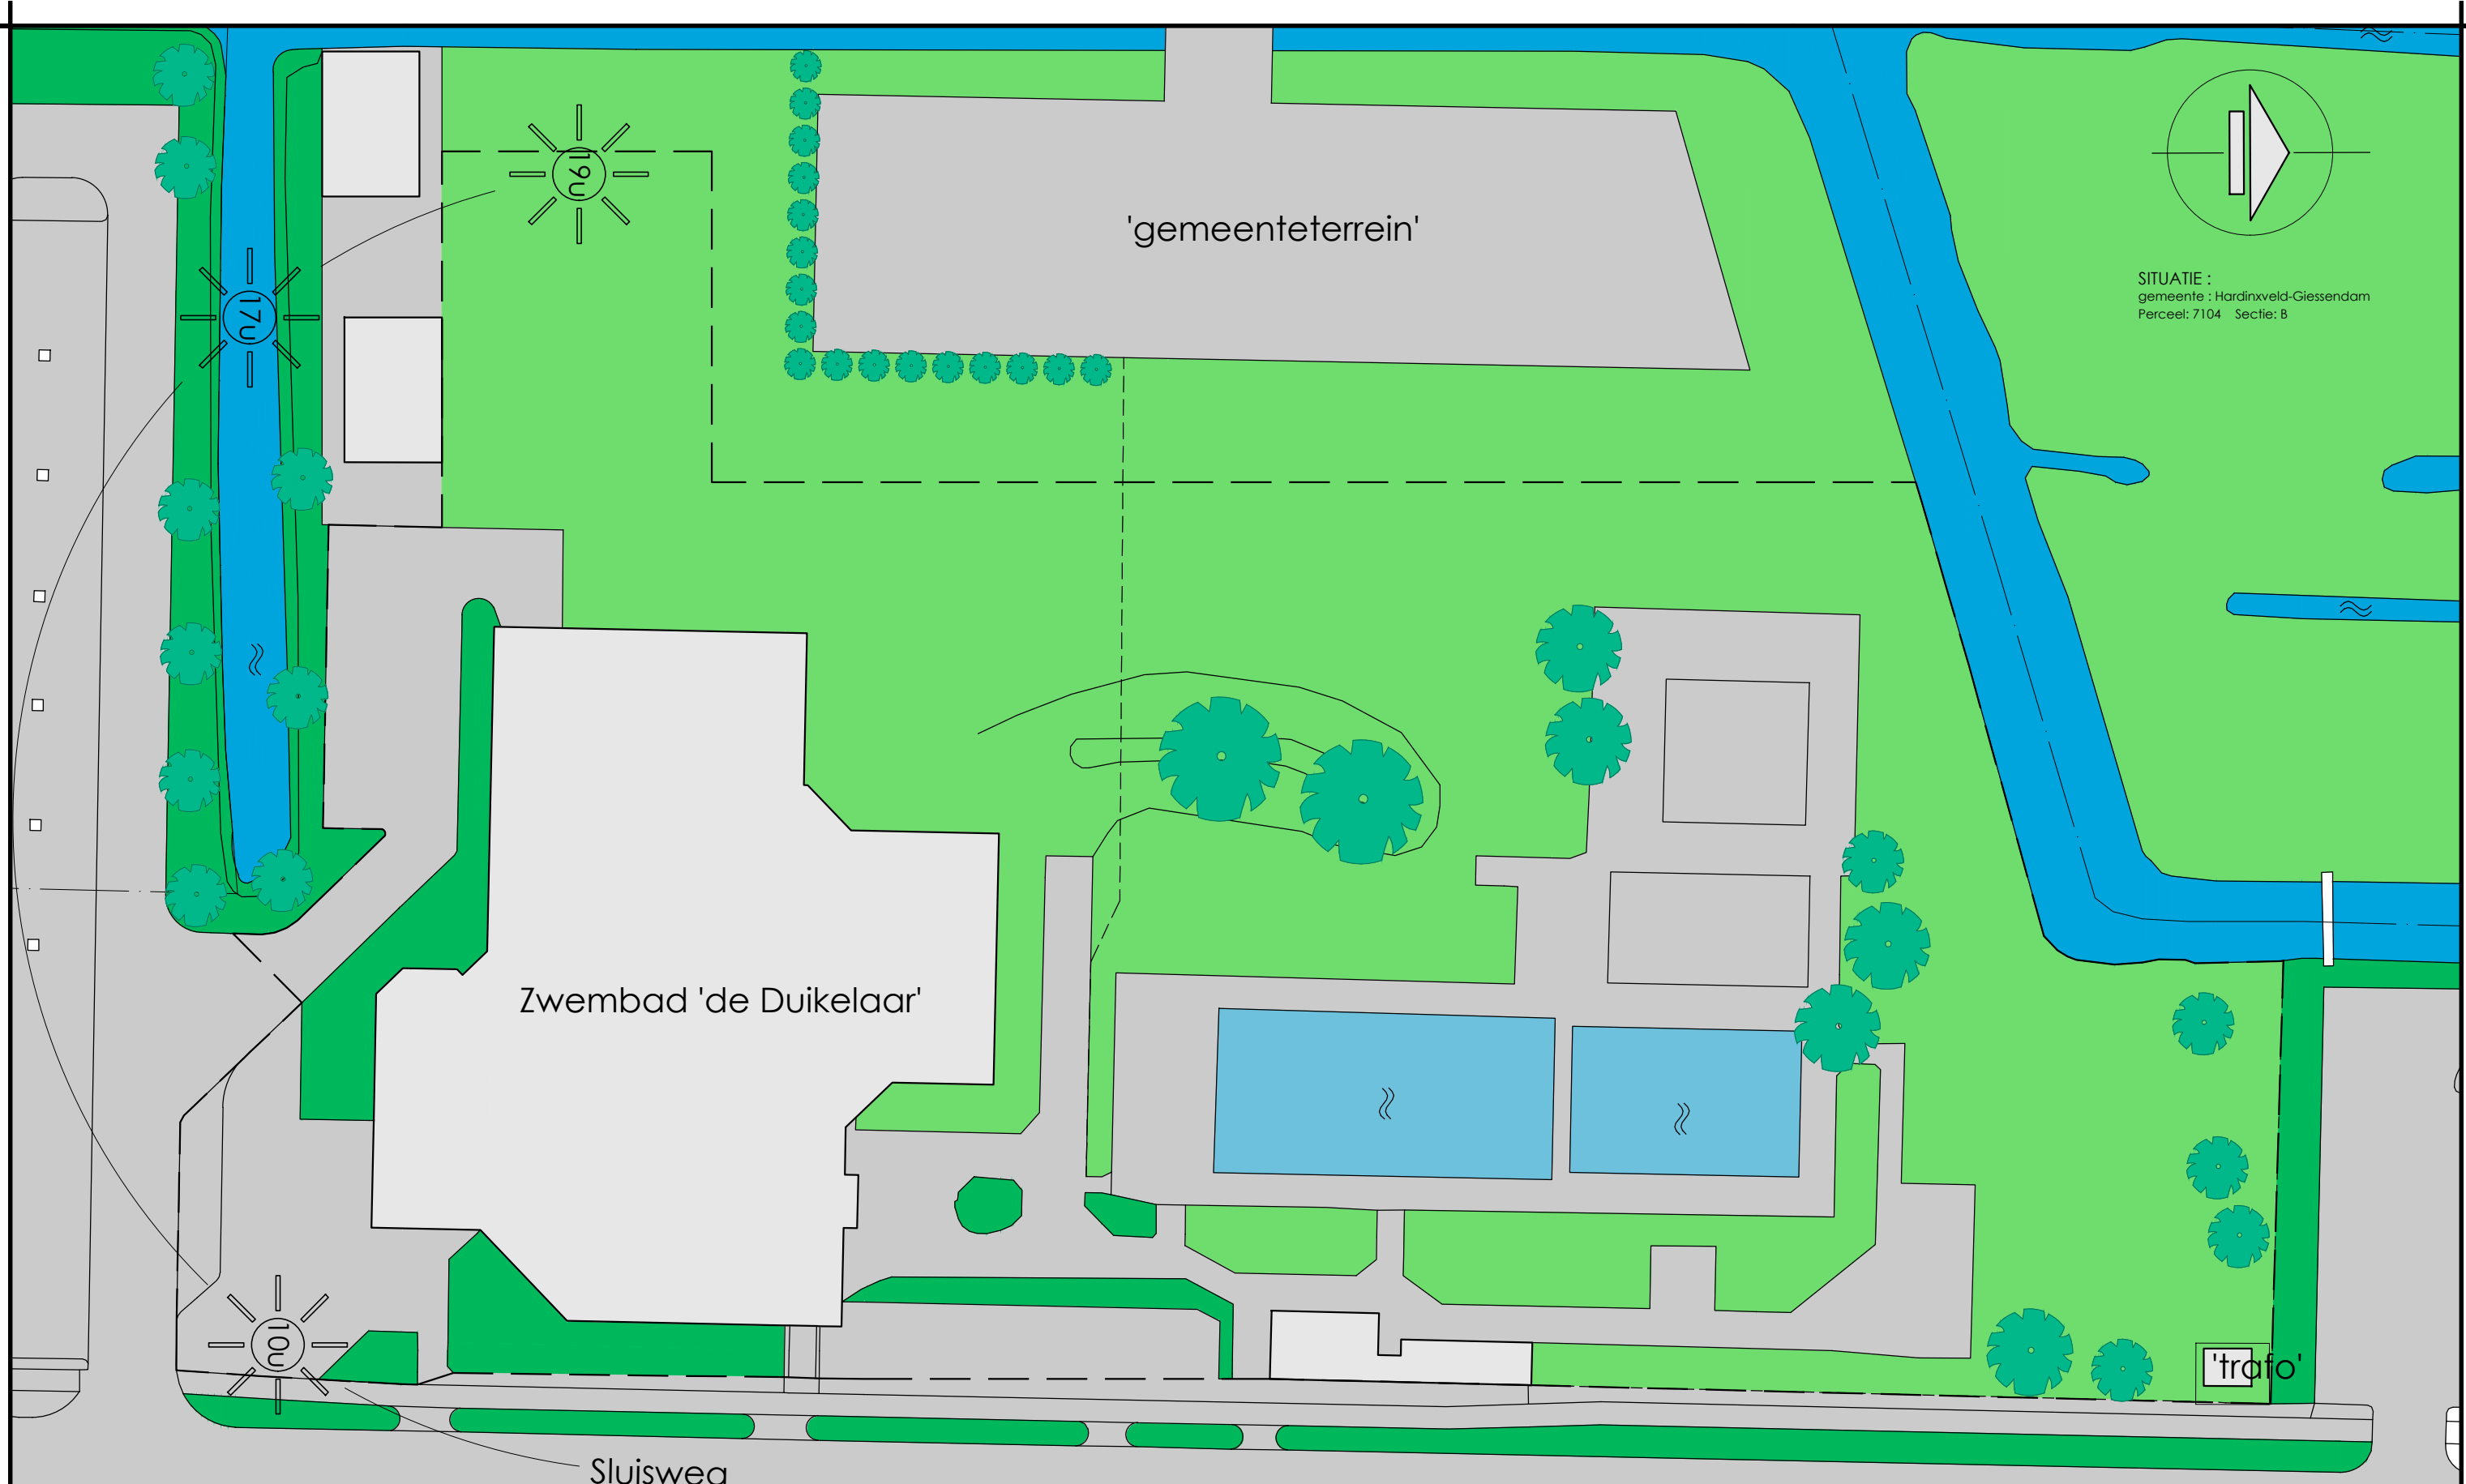 19u
'gemeenteterrein'
17u
SITUATIE :
gemeente : Hardinxveld-Giessendam
Perceel: 7104 Sectie: B
Zwembad 'de Duikelaar'
10u
'trafo'
Sluisweg